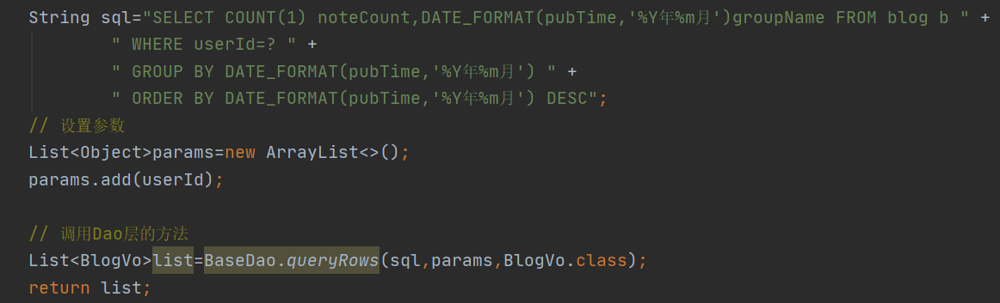 String sql="SELECT COUNT(1) noteCount,DATE_FORMAT(pubTime,'%Y年%m月')groupName FROM blog b " +
" WHERE userId=? " +
" GROUP BY DATE_FORMAT(pubTime,'%Y年%m月') " +
" ORDER BY DATE_FORMAT(pubTime,'%Y年%m月') DESC";
// 设置参数
List<Object>params=new ArrayList<>();
params.add(userId);
// 调用Dao层的方法
List<BlogVo>list=BaseDao.queryRows(sql,params,BlogVo.class);
return list;